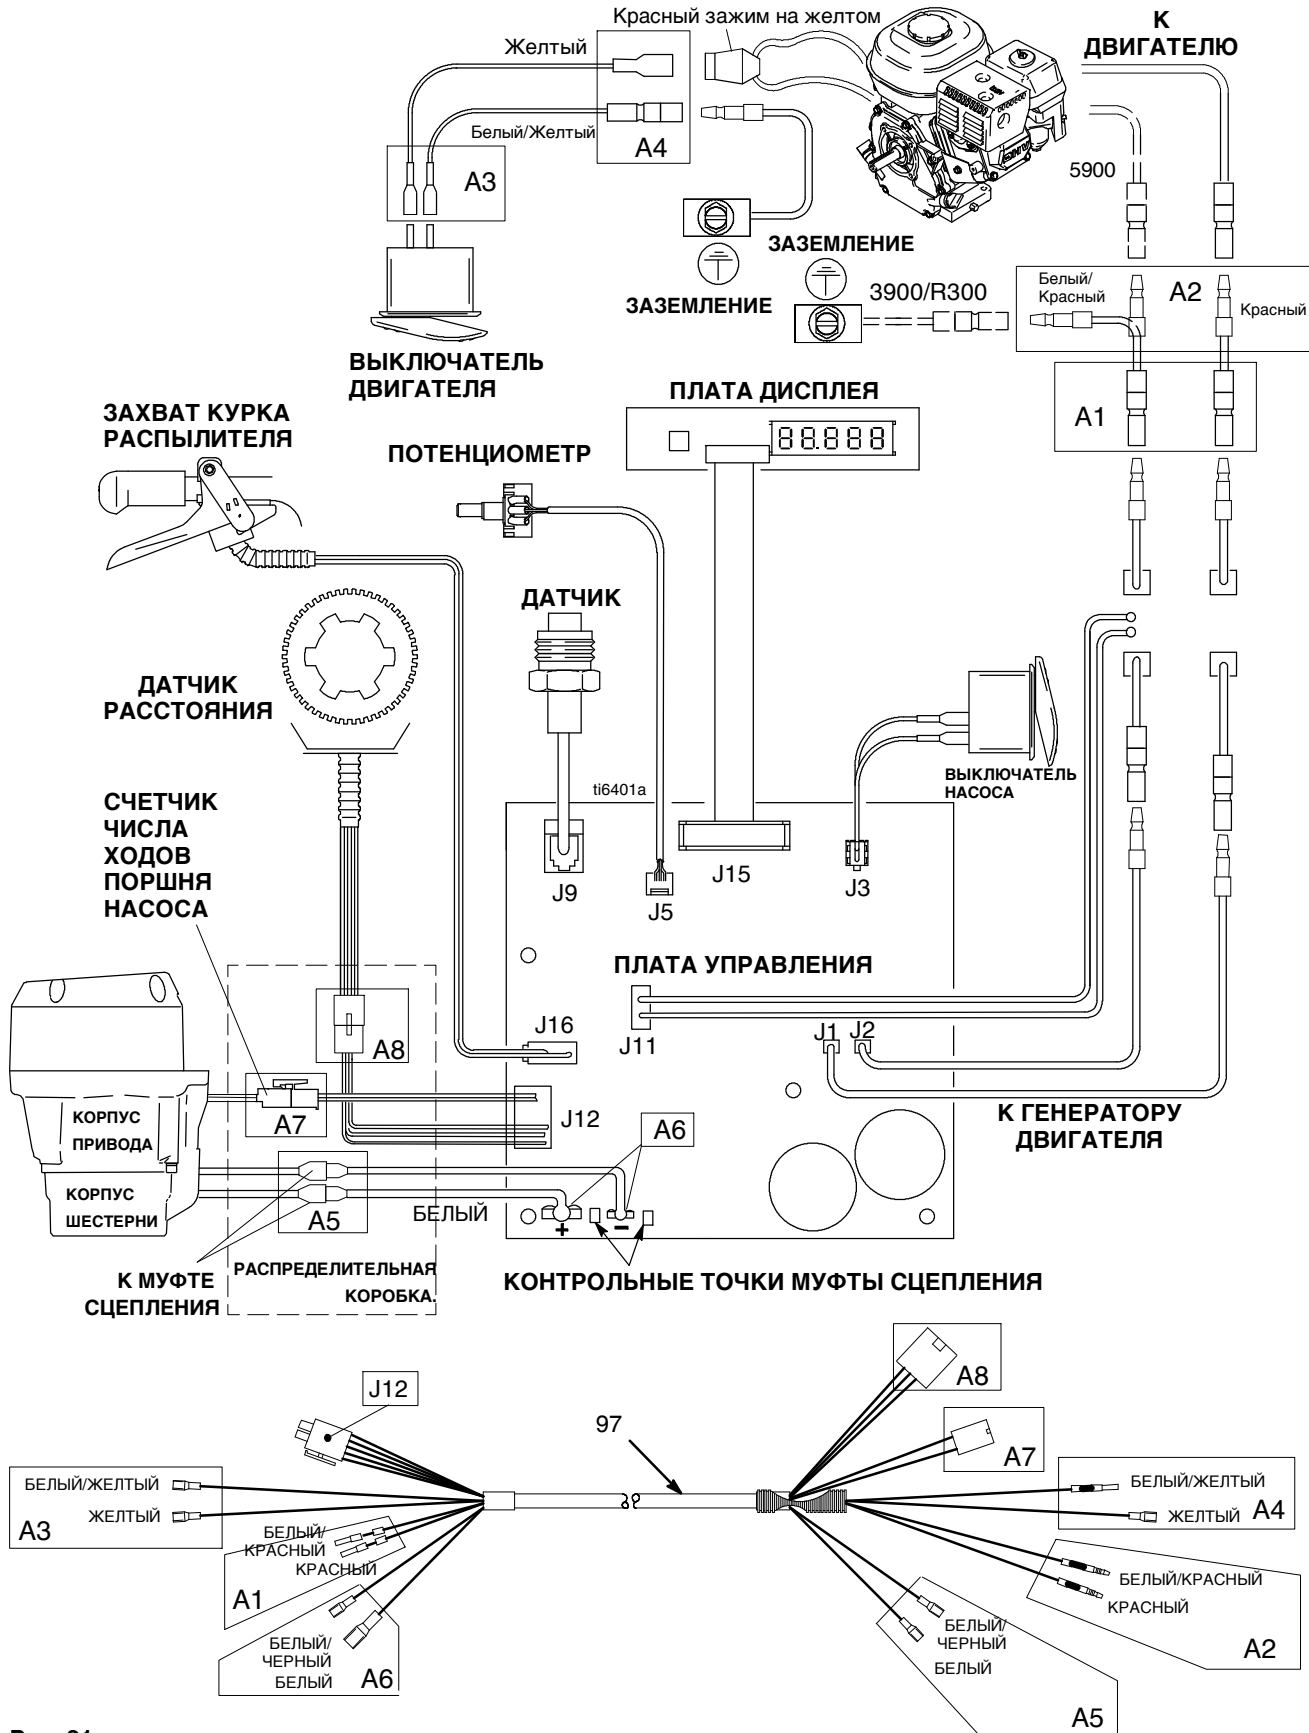 Красный зажим на желтом
К
ДВИГАТЕЛЮ
Желтый
Белый/Желтый
A4
A3
5900
ЗАЗЕМЛЕНИЕ
ЗАЗЕМЛЕНИЕ
3900/R300
Белый/
Красный
A2
Красный
A1
ВЫКЛЮЧАТЕЛЬ
ДВИГАТЕЛЯ
ПЛАТА ДИСПЛЕЯ
88.888
ЗАХВАТ КУРКА
РАСПЫЛИТЕЛЯ
ПОТЕНЦИОМЕТР
ДАТЧИК
ДАТЧИК
РАССТОЯНИЯ
ВЫКЛЮЧАТЕЛЬ
НАСОСА
ti6401a
СЧЕТЧИК
ЧИСЛА
ХОДОВ
ПОРШНЯ
НАСОСА
J9
J5
J15
J3
ПЛАТА УПРАВЛЕНИЯ
J16
J11
J1
J2
A8
A7
J12
A6
КОРПУС
ПРИВОДА
КОРПУС
ШЕСТЕРНИ
A5
БЕЛЫЙ
+
−
К ГЕНЕРАТОРУ
ДВИГАТЕЛЯ
К МУФТЕ
СЦЕПЛЕНИЯ
РАСПРЕДЕЛИТЕЛЬНАЯ
КОРОБКА.
КОНТРОЛЬНЫЕ ТОЧКИ МУФТЫ СЦЕПЛЕНИЯ
J12
97
A8
A7
БЕЛЫЙ/ЖЕЛТЫЙ
ЖЕЛТЫЙ
A3
БЕЛЫЙ/
КРАСНЫЙ
КРАСНЫЙ
A1
БЕЛЫЙ/
ЧЕРНЫЙ
БЕЛЫЙ
A6
БЕЛЫЙ/ЖЕЛТЫЙ
ЖЕЛТЫЙ
A4
БЕЛЫЙ/КРАСНЫЙ
КРАСНЫЙ
A2
БЕЛЫЙ/
ЧЕРНЫЙ
БЕЛЫЙ
A5